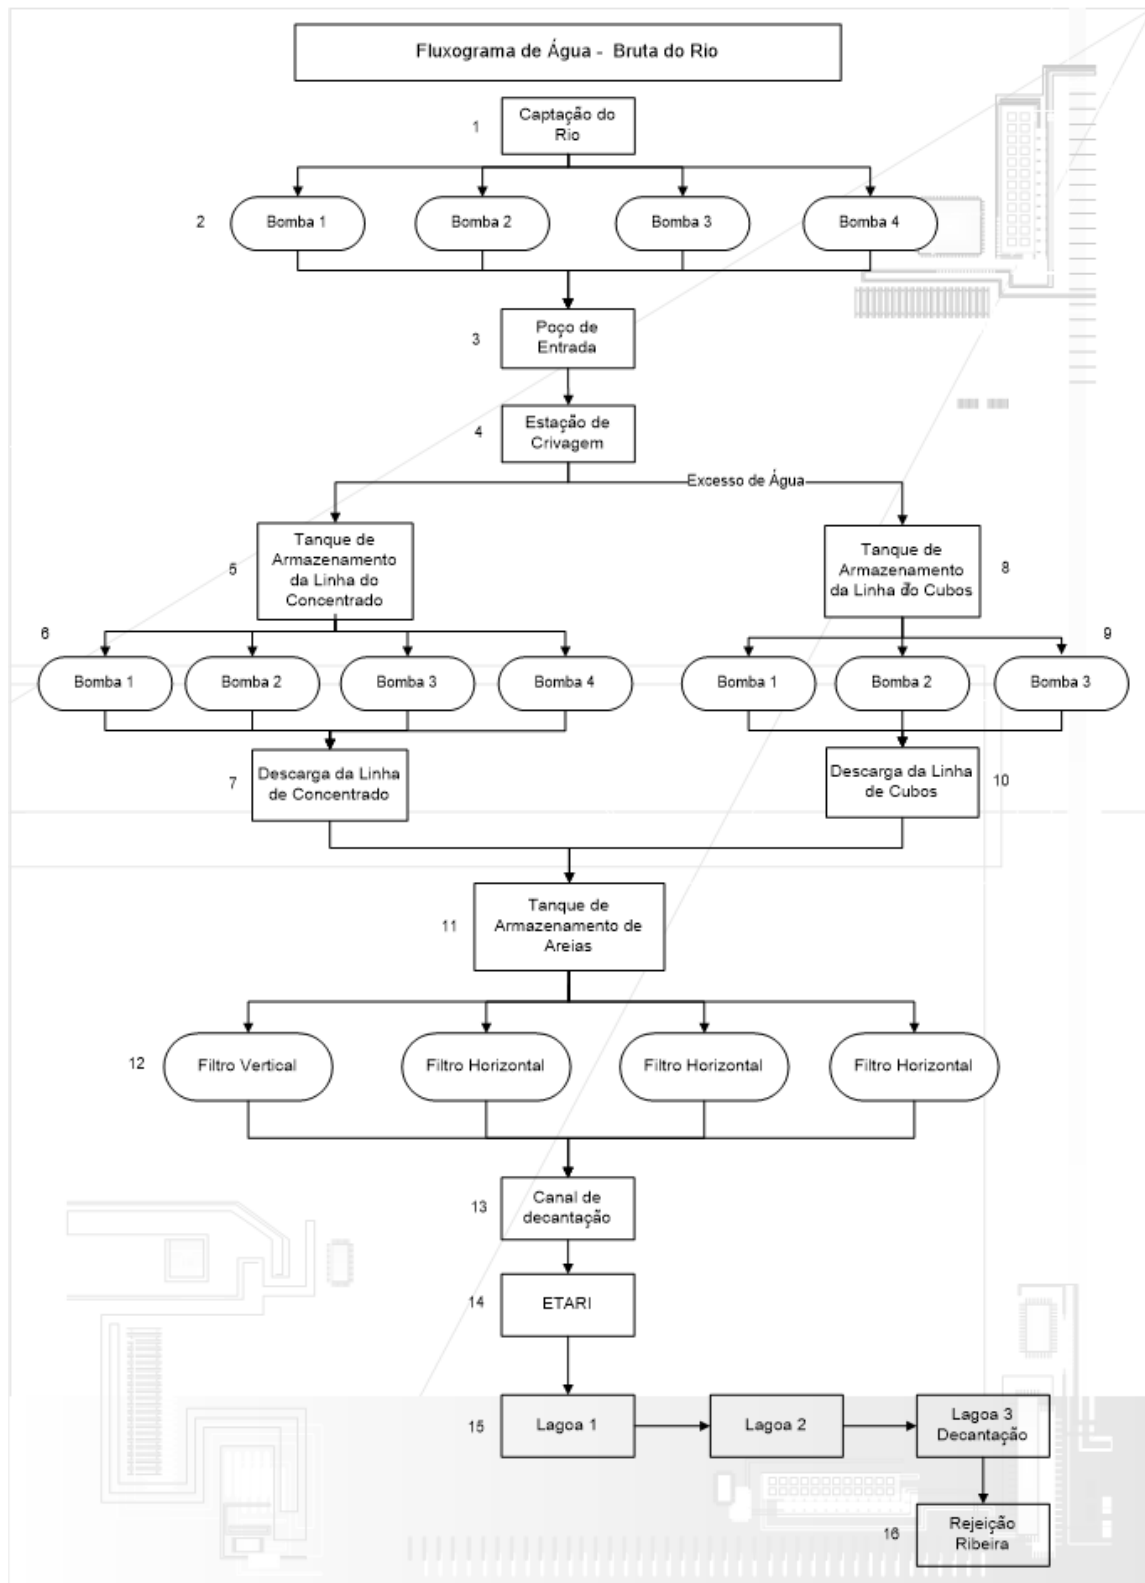 Fluxograma de Água - Bruta do Rio
1
Captação do
Rio
2
Bomba 1
Bomba 2
Bomba 3
Bomba 4
3
Poço de
Entrada
4
Estação de
Crivagem
Excesso de Água
5
Tanque de
Armazenamento
da Linha do
Concentrado
Tanque de
Armazenamento
da Linha do Cubos
8
6
Bomba 1
Bomba 2
Bomba 3
Bomba 4
9
Bomba 1
Bomba 2
Bomba 3
7
Descarga da Linha
de Concentrado
Descarga da Linha
de Cubos
10
11
Tanque de
Armazenamento de
Areias
12
Filtro Vertical
Filtro Horizontal
Filtro Horizontal
Filtro Horizontal
13
Canal de
decantação
14
ETARI
15
Lagoa 1
Lagoa 2
Lagoa 3
Decantação
16
Rejeição
Ribeira